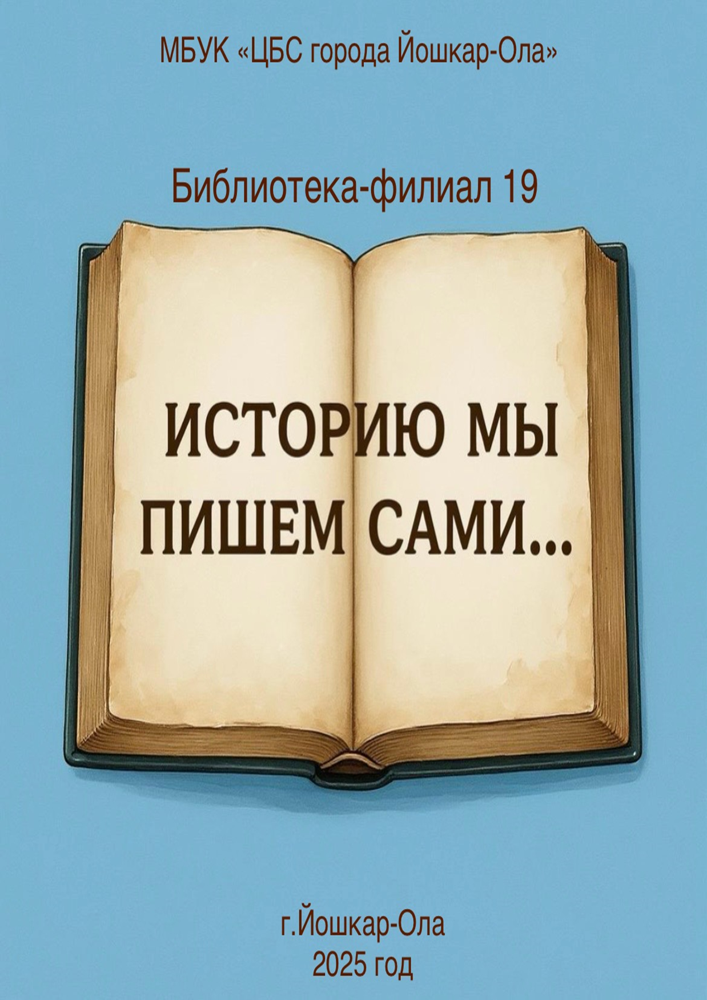 МБУК «ЦБС города Йошкар-Ола»
Библиотека-филиал 19
ИСТОРИЮ МЫ
ПИШЕМ САМИ...
г.Йошкар-Ола
2025 год